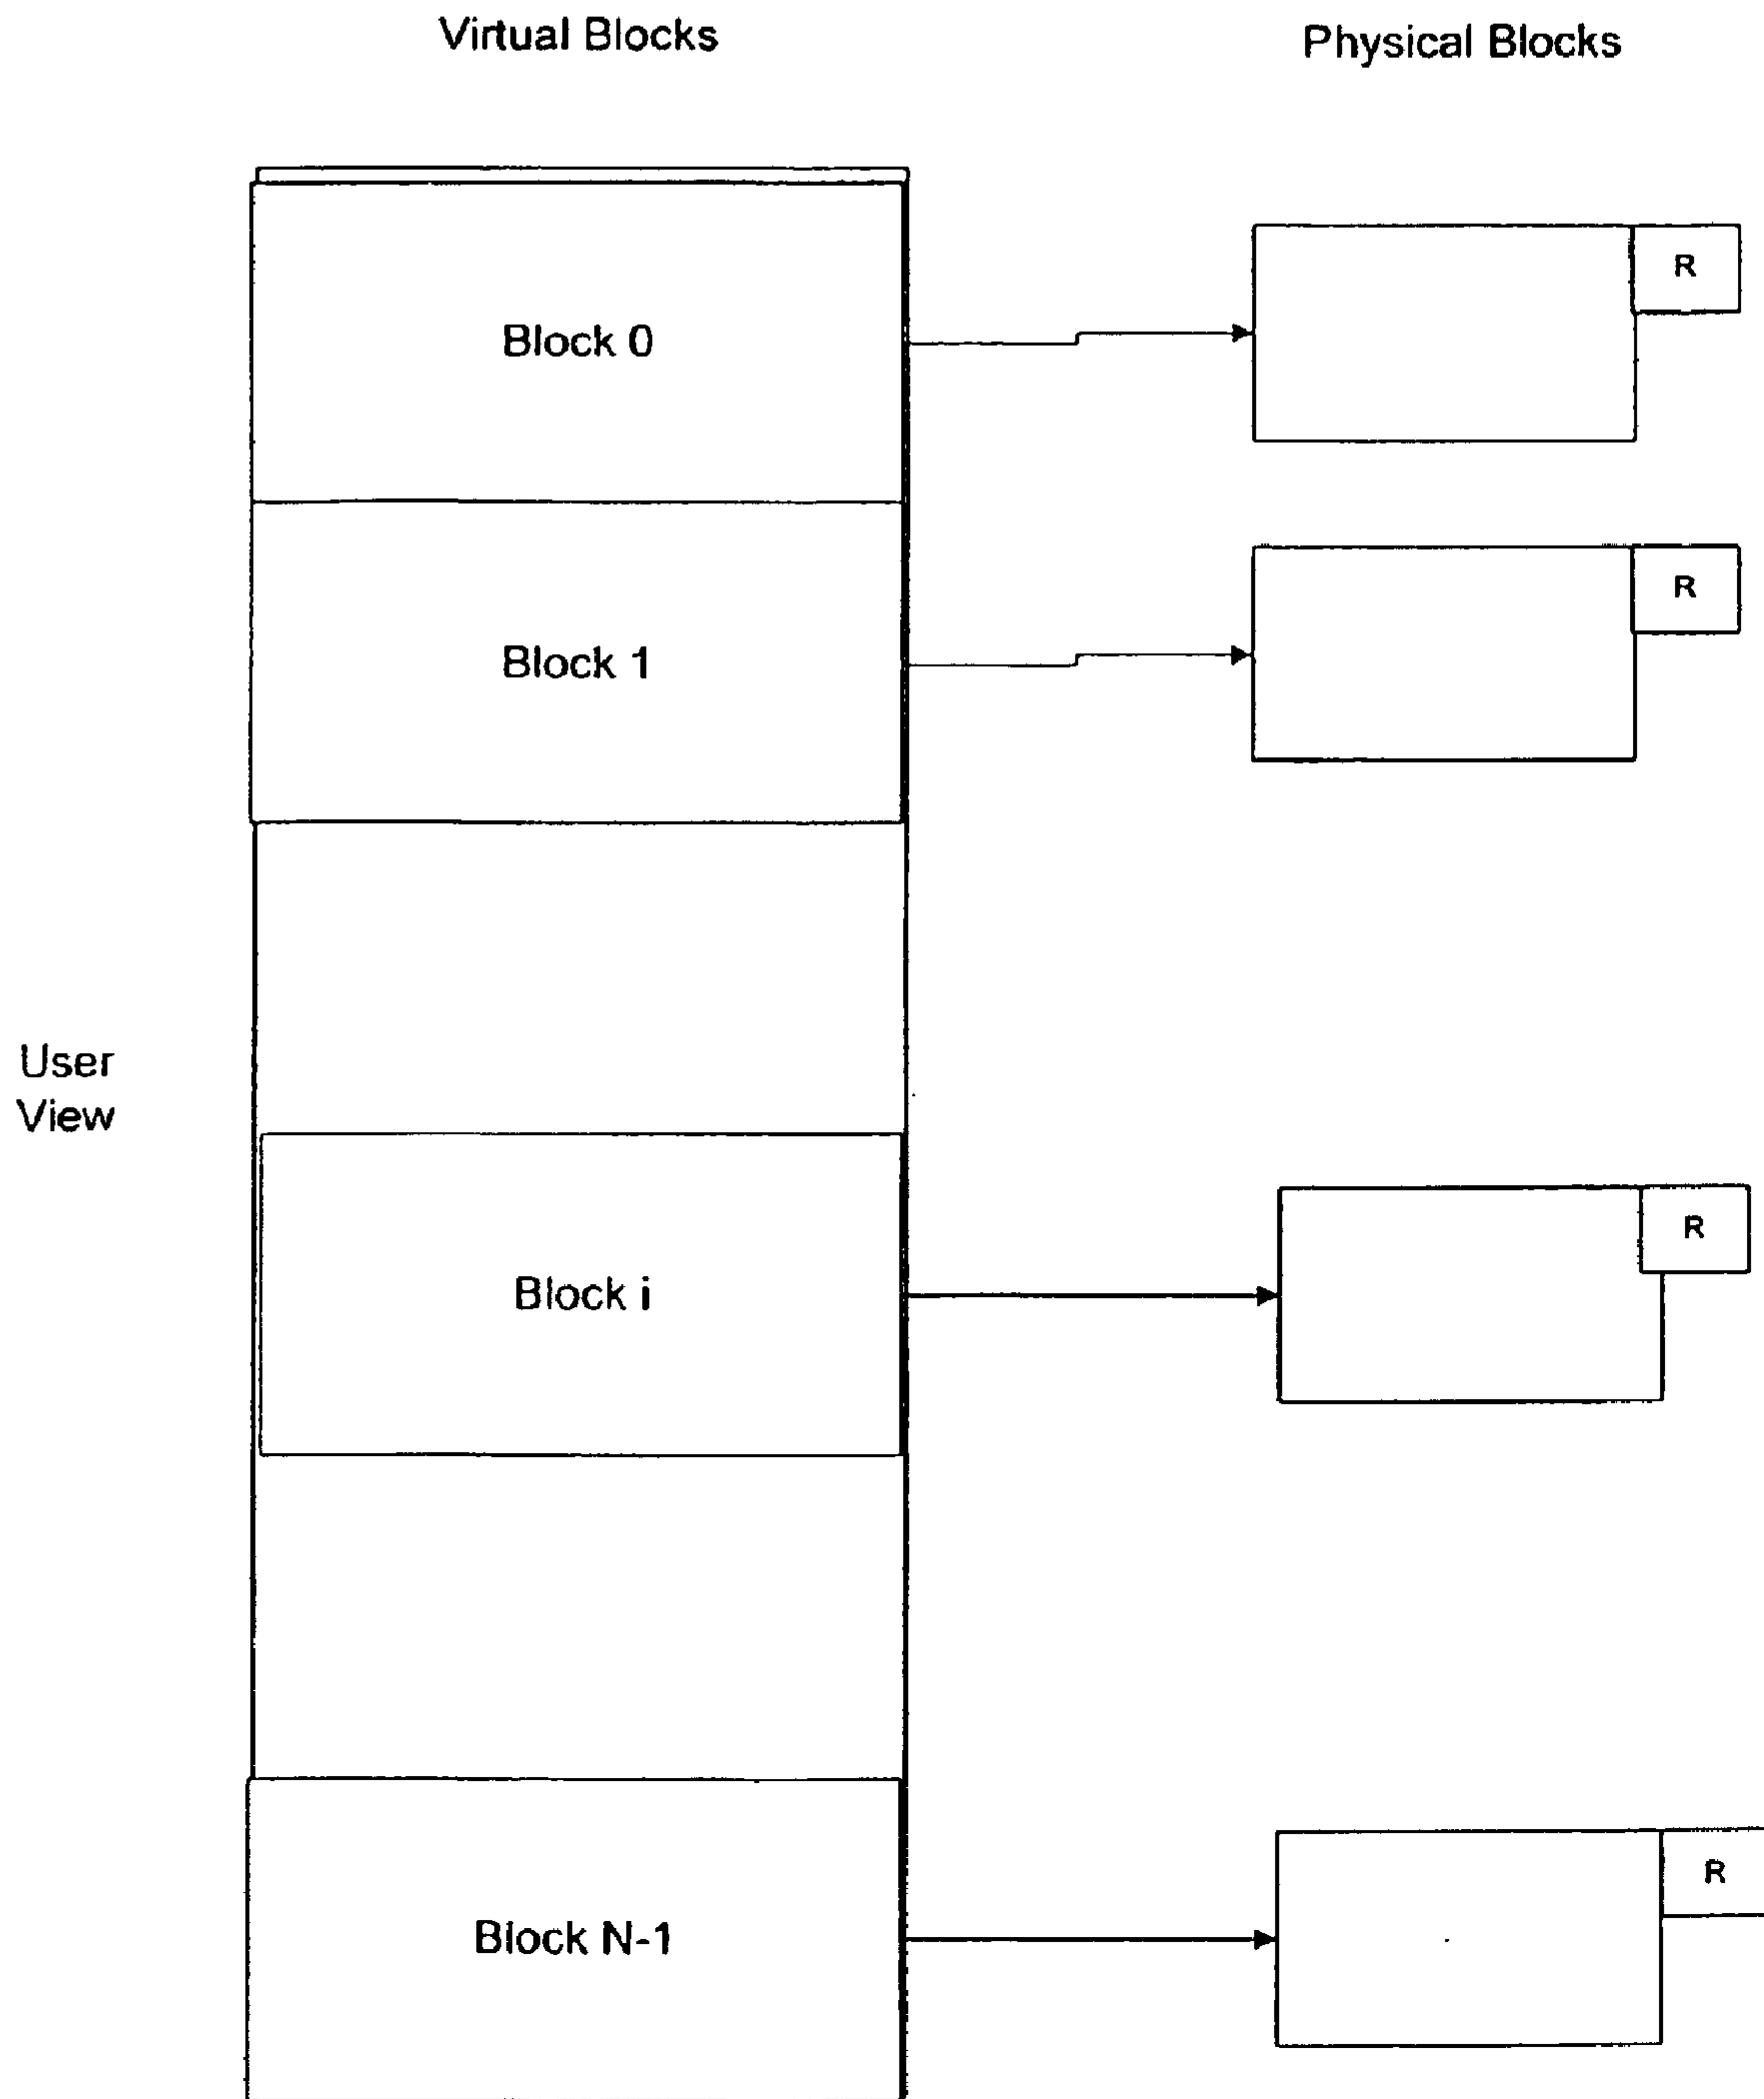 Virtual Blocks
Physical Blocks
Block 0
R
Block 1
R
User
View
Block i
R
Block N-1
R